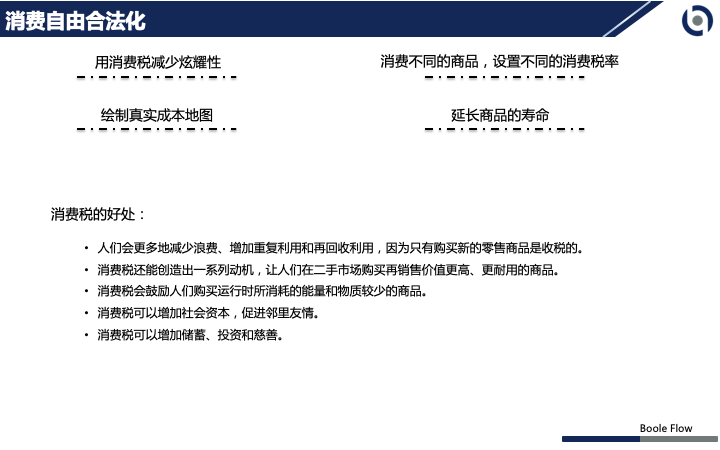 消费自由合法化
用消费税减少炫耀性
消费不同的商品，设置不同的消费税率
绘制真实成本地图
延长商品的寿命
消费税的好处：
• 人们会更多地减少浪费、增加重复利用和再回收利用，因为只有购买新的零售商品是收税的。
• 消费税还能创造出一系列动机，让人们在二手市场购买再销售价值更高、更耐用的商品。
• 消费税会鼓励人们购买运行时所消耗的能量和物质较少的商品。
• 消费税可以增加社会资本，促进邻里友情。
• 消费税可以增加储蓄、投资和慈善。
Boole Flow